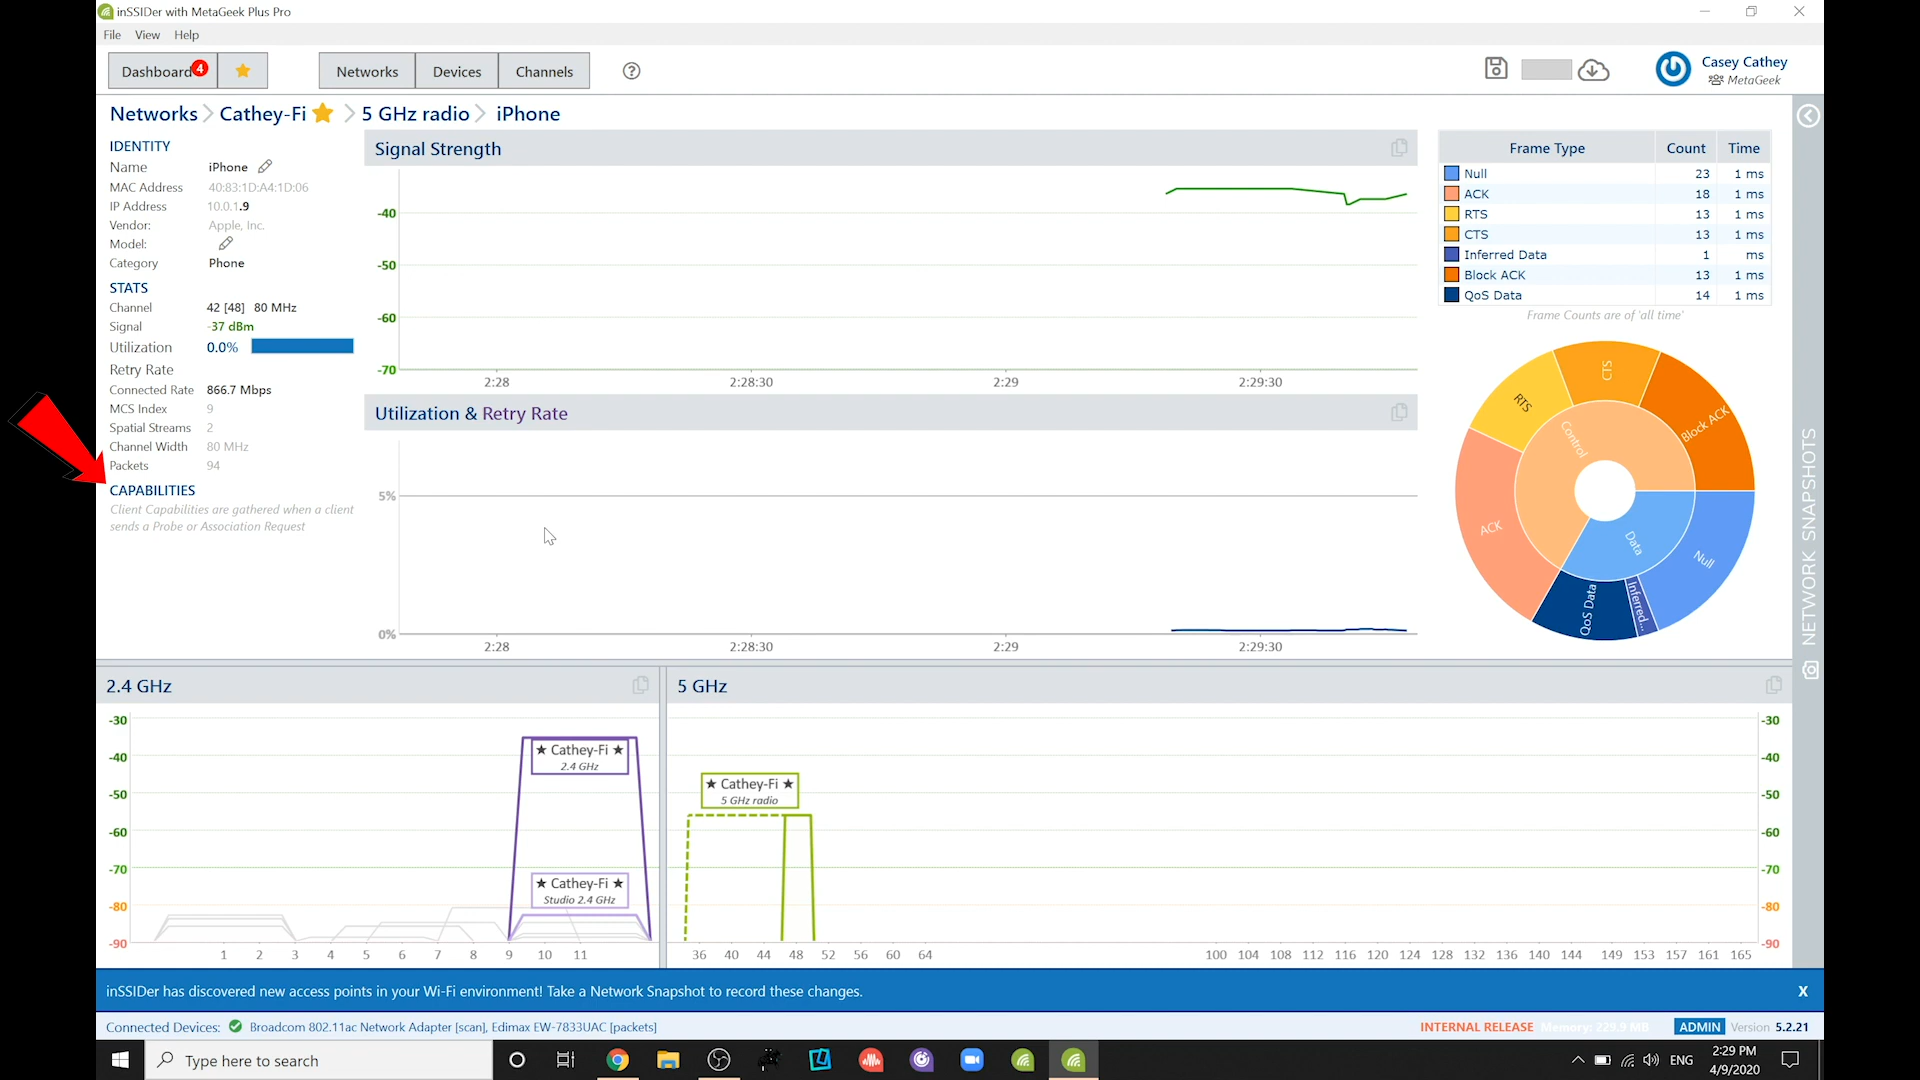 inSSIDer with MetaGeek Plus Pro
File View Help
Dashboard 4 Networks Devices Channels ?
Casey Cathey
MetaGeek
Networks Cathey-Fi 5 GHz radio iPhone
IDENTITY
Name iPhone
MAC Address 40:83:1D:A4:1D:06
IP Address 10.0.1.9
Vendor: Apple, Inc.
Model:
Category Phone
STATS
Channel 42 [48] 80 MHz
Signal -37 dBm
Utilization 0.0%
Retry Rate
Connected Rate 866.7 Mbps
MCS Index 9
Spatial Streams 2
Channel Width 80 MHz
Packets 94
CAPABILITIES
Client Capabilities are gathered when a client
sends a Probe or Association Request
Signal Strength
-40
-50
-60
-70
2:28 2:28:30 2:29 2:29:30
Utilization & Retry Rate
5%
0%
2:28 2:28:30 2:29 2:29:30
Frame Type Count Time
Null 23 1 ms
ACK 18 1 ms
RTS 13 1 ms
CTS 13 1 ms
Inferred Data 1 ms
Block ACK 13 1 ms
QoS Data 14 1 ms
Frame Counts are of 'all time'
CTS
RTS
Block ACK
Control
ACK
Data
Null
QoS Data
Inferred...
NETWORK SNAPSHOTS
2.4 GHz
-30
-40
-50
-60
-70
-80
-90
★ Cathey-Fi ★
2.4 GHz
★ Cathey-Fi ★
Studio 2.4 GHz
1 2 3 4 5 6 7 8 9 10 11
5 GHz
★ Cathey-Fi ★
5 GHz radio
-30
-40
-50
-60
-70
-80
-90
36 40 44 48 52 56 60 64 100 104 108 112 116 120 124 128 132 136 140 144 149 153 157 161 165
inSSIDer has discovered new access points in your Wi-Fi environment! Take a Network Snapshot to record these changes. X
Connected Devices: Broadcom 802.11ac Network Adapter [scan], Edimax EW-7833UAC [packets] INTERNAL RELEASE Memory: 229.9 MB ADMIN Version 5.2.21
Type here to search
ENG
2:29 PM
4/9/2020